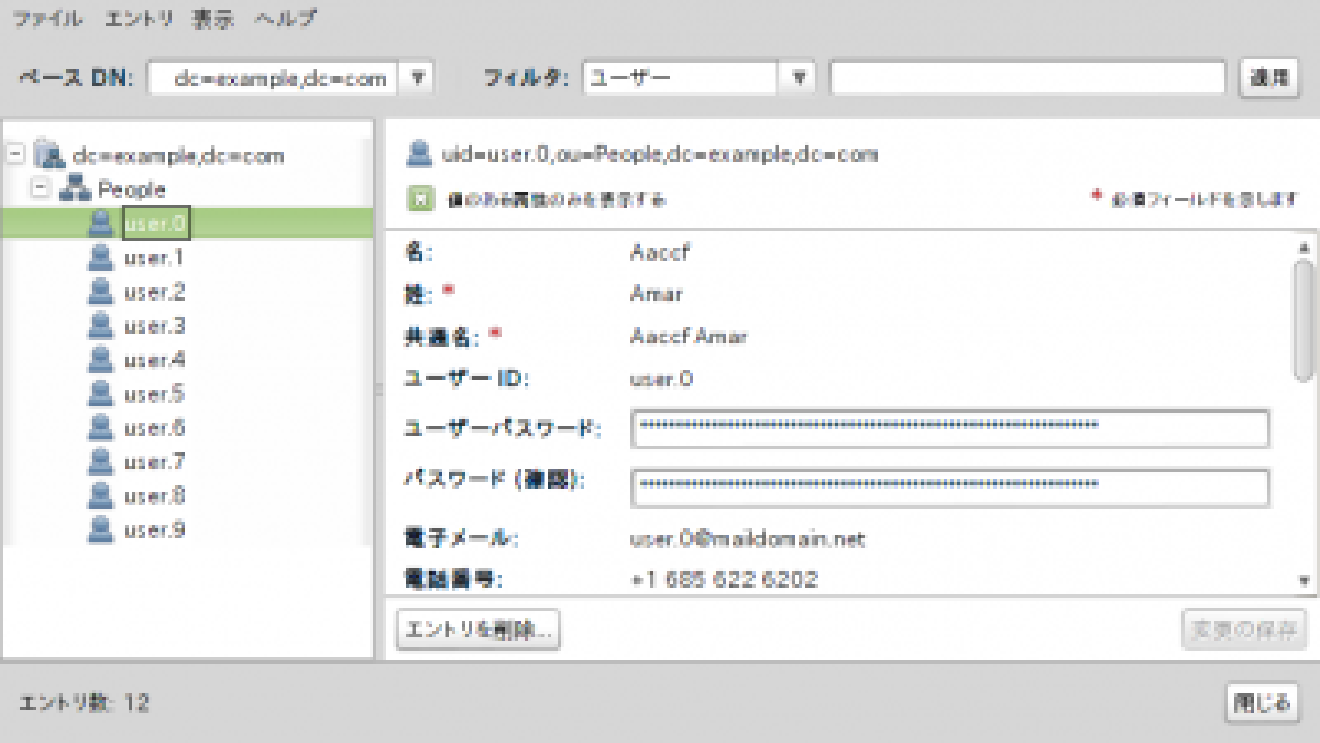 ファイル エントリ 表示 ヘルプ
ベース DN: dc=example,dc=com フィルタ: ユーザー 適用
dc=example,dc=com
People
user.0
user.1
user.2
user.3
user.4
user.5
user.6
user.7
user.8
user.9
uid=user.0,ou=People,dc=example,dc=com
値のある属性のみを表示する * 必須フィールドを示します
名: Aaccf
姓: * Amar
共通名: * Aaccf Amar
ユーザー ID: user.0
ユーザーパスワード:
パスワード (確認):
電子メール: user.0@maildomain.net
電話番号: +1 685 622 6202
エントリを削除... 変更の保存
エントリ数: 12 閉じる